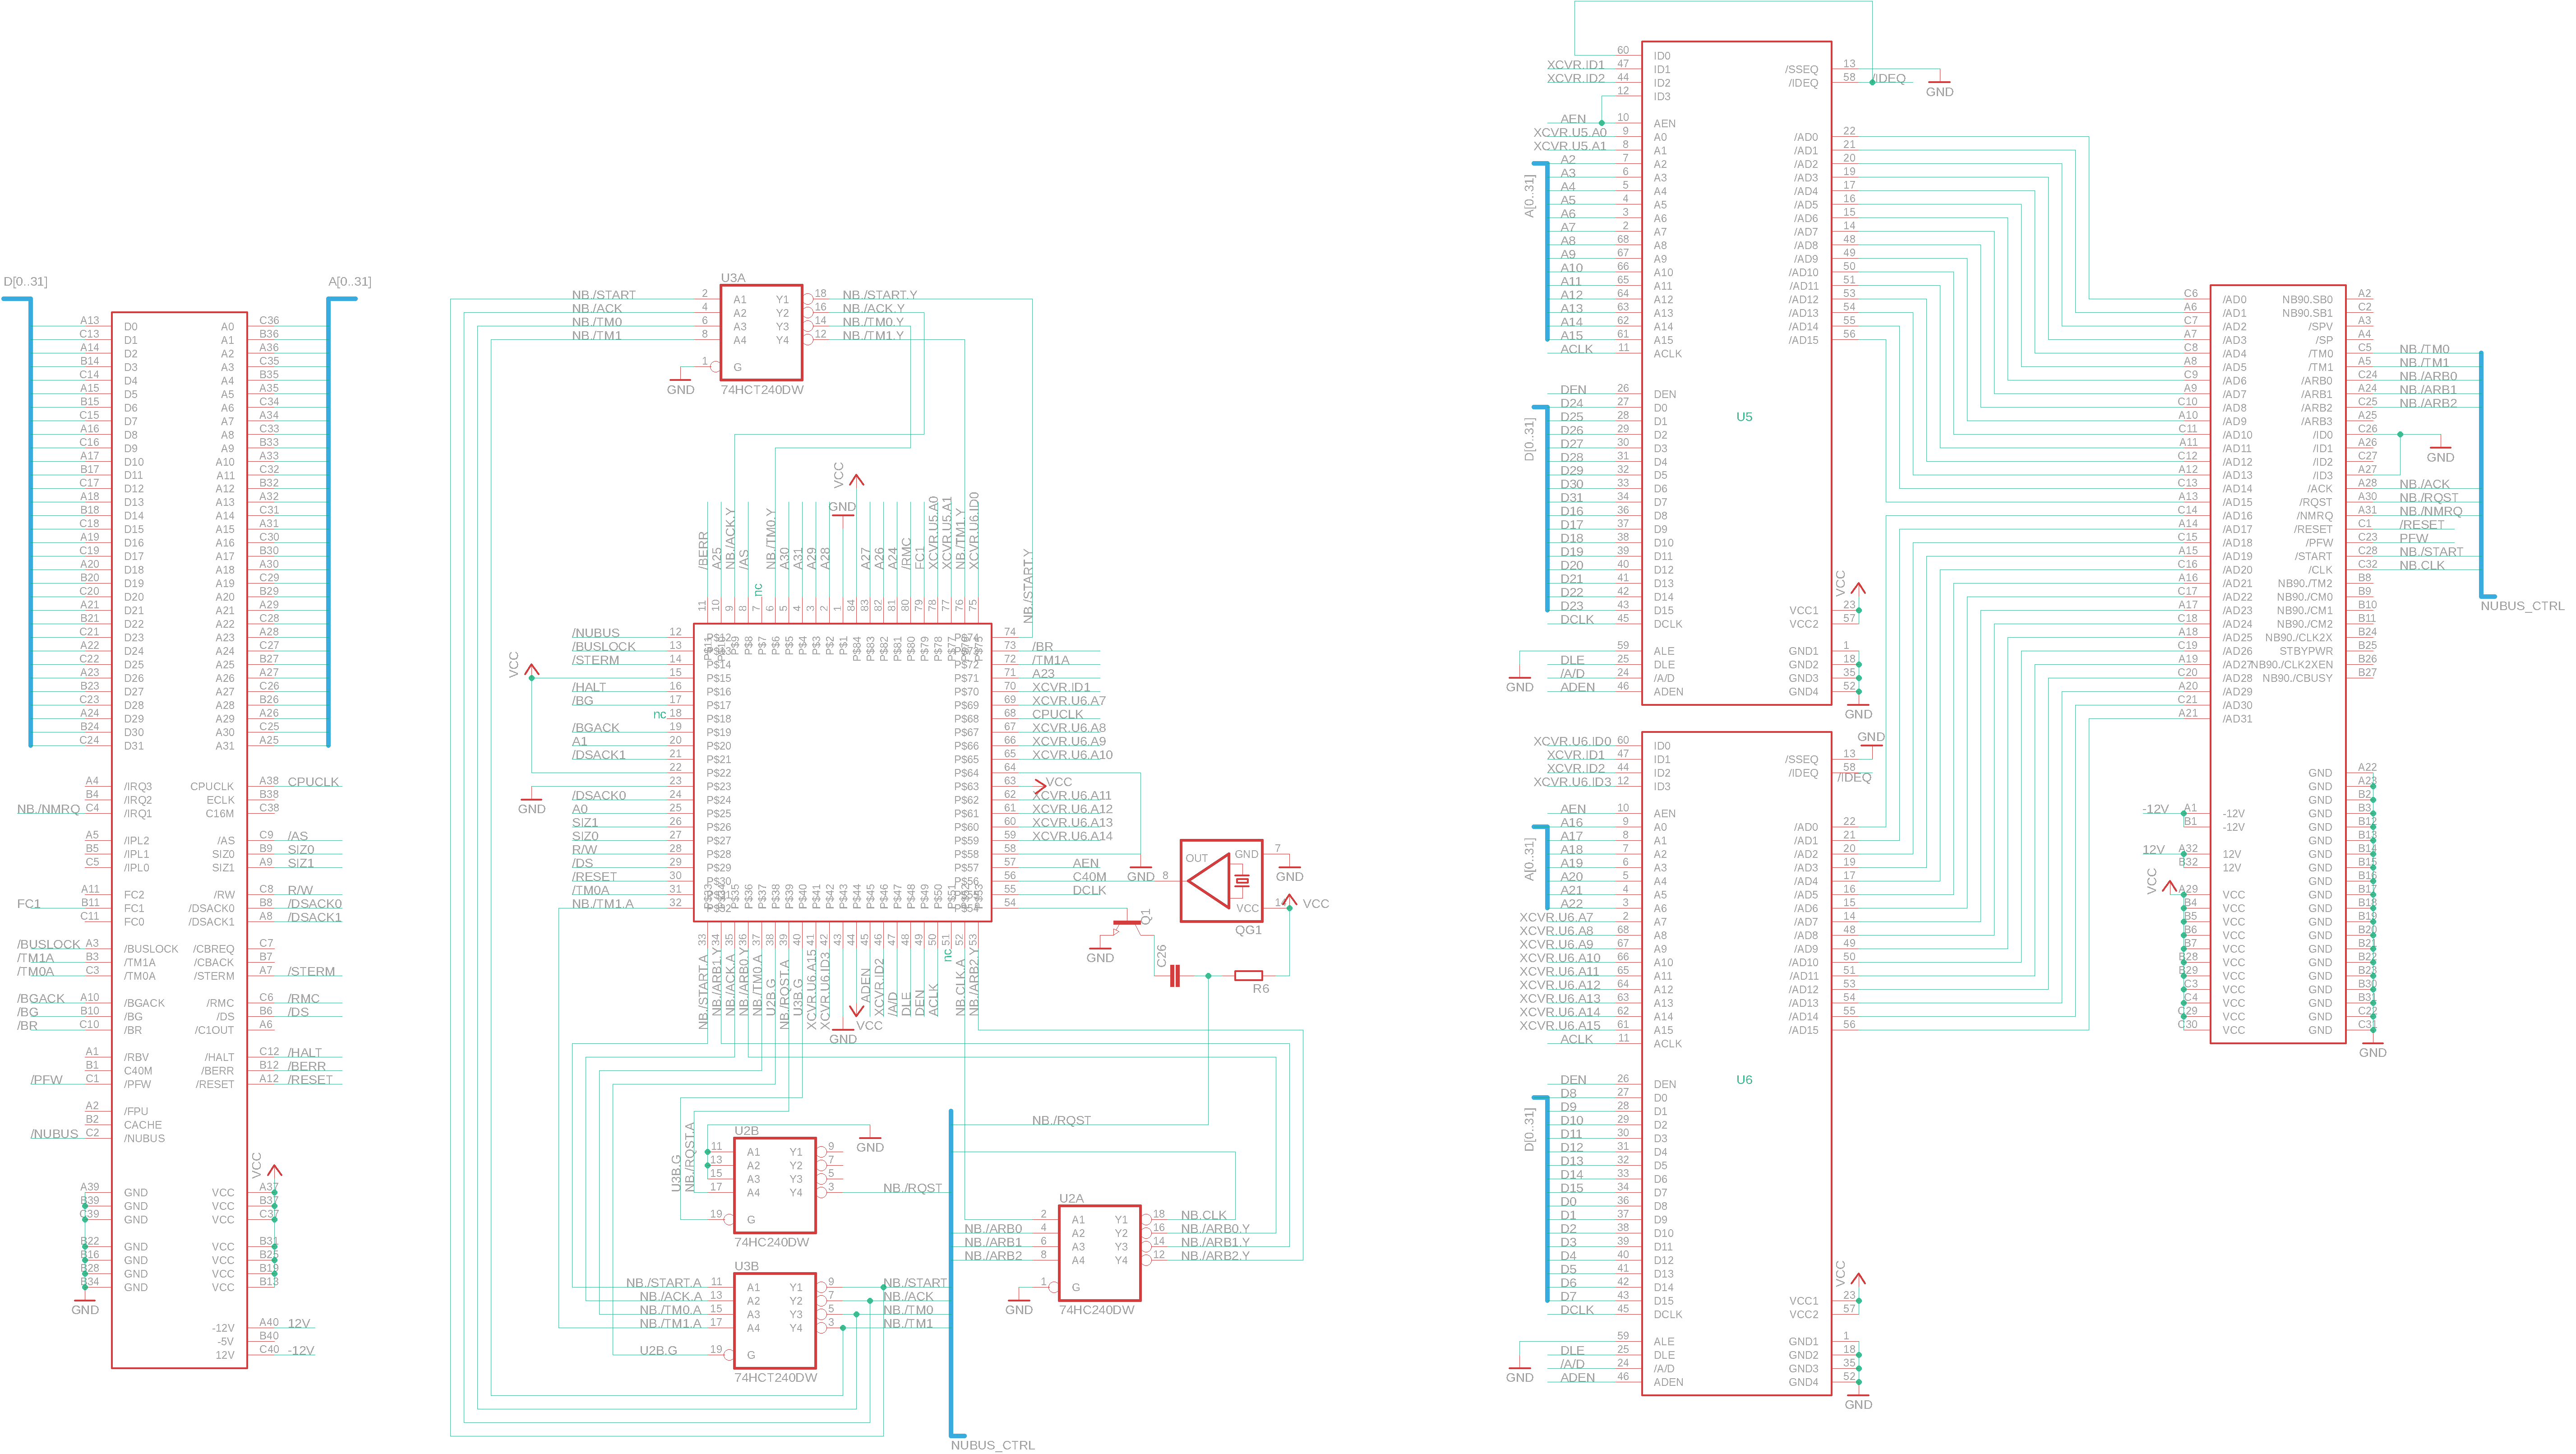 D[0..31]
A[0..31]
A13 D0 A0 C36
C13 D1 A1 B36
A14 D2 A2 A36
B14 D3 A3 C35
C14 D4 A4 B35
A15 D5 A5 A35
B15 D6 A6 C34
C15 D7 A7 A34
A16 D8 A8 C33
C16 D9 A9 B33
A17 D10 A10 A33
B17 D11 A11 C32
C17 D12 A12 B32
A18 D13 A13 A32
B18 D14 A14 C31
C18 D15 A15 A31
A19 D16 A16 C30
C19 D17 A17 B30
A20 D18 A18 A30
B20 D19 A19 C29
C20 D20 A20 B29
A21 D21 A21 A29
B21 D22 A22 C28
C21 D23 A23 A28
A22 D24 A24 C27
C22 D25 A25 B27
A23 D26 A26 A27
B23 D27 A27 C26
C23 D28 A28 B26
A24 D29 A29 A26
B24 D30 A30 C25
C24 D31 A31 A25
A4 /IRQ3 CPUCLK A38 CPUCLK
B4 /IRQ2 ECLK B38
NB./NMRQ C4 /IRQ1 C16M C38
A5 /IPL2 /AS C9 /AS
B5 /IPL1 SIZ0 B9 SIZ0
C5 /IPL0 SIZ1 A9 SIZ1
A11 FC2 /RW C8 R/W
FC1 B11 FC1 /DSACK0 B8 /DSACK0
C11 FC0 /DSACK1 A8 /DSACK1
/BUSLOCK A3 /BUSLOCK /CBREQ C7
/TM1A B3 /TM1A /CBACK B7
/TM0A C3 /TM0A /STERM A7 /STERM
/BGACK A10 /BGACK /RMC C6 /RMC
/BG B10 /BG /DS B6 /DS
/BR C10 /BR /C1OUT A6
A1 /RBV /HALT C12 /HALT
B1 C40M /BERR B12 /BERR
/PFW C1 /PFW /RESET A12 /RESET
A2 /FPU
B2 CACHE
/NUBUS C2 /NUBUS
VCC
A39 GND VCC A37
B39 GND VCC B37
C39 GND VCC C37
B22 GND VCC B31
B16 GND VCC B25
B28 GND VCC B19
B34 GND VCC B13
GND
-12V A40 12V
-5V B40
12V C40 -12V
U3A
NB./START 2 A1 Y1 18 NB./START.Y
NB./ACK 4 A2 Y2 16 NB./ACK.Y
NB./TM0 6 A3 Y3 14 NB./TM0.Y
NB./TM1 8 A4 Y4 12 NB./TM1.Y
1 G
GND
74HCT240DW
/BERR 11 P$11
A25 10 P$10
NB./ACK.Y 9 P$9
/AS 8 P$8
nc 7 P$7
NB./TM0.Y 6 P$6
A30 5 P$5
A31 4 P$4
A29 3 P$3
A28 2 P$2
GND 1 P$1
VCC 84 P$84
A27 83 P$83
A26 82 P$82
A24 81 P$81
/RMC 80 P$80
FC1 79 P$79
XCVR.U5.A0 78 P$78
XCVR.U5.A1 77 P$77
NB./TM1.Y 76
XCVR.U6.ID0 75
NB./START.Y
/NUBUS 12 P$12 P$74 74
/BUSLOCK 13 73 /BR
/STERM 14 P$14 P$72 72 /TM1A
VCC 15 P$15 P$71 71 A23
/HALT 16 P$16 P$70 70 XCVR.ID1
/BG 17 P$17 P$69 69 XCVR.U6.A7
nc 18 P$18 P$68 68 CPUCLK
/BGACK 19 P$19 P$67 67 XCVR.U6.A8
A1 20 P$20 P$66 66 XCVR.U6.A9
/DSACK1 21 P$21 P$65 65 XCVR.U6.A10
22 P$22 P$64 64
23 P$23 P$63 63 VCC
GND
/DSACK0 24 P$24 P$62 62 XCVR.U6.A11
A0 25 P$25 P$61 61 XCVR.U6.A12
SIZ1 26 P$26 P$60 60 XCVR.U6.A13
SIZ0 27 P$27 P$59 59 XCVR.U6.A14
R/W 28 P$28 P$58 58
/DS 29 P$29 P$57 57 AEN
/RESET 30 P$30 P$56 56 C40M GND
/TM0A 31 55 DCLK
NB./TM1.A 32 P$32 P$54 54
33 NB./START.A
34 NB./ARB1.Y
P$35 35 NB./ACK.A
P$36 36 NB./ARB0.Y
P$37 37 NB./TM0.A
P$38 38 U2B.G
P$39 39 NB./RQST.A
P$40 40 U3B.G
P$41 41 XCVR.U6.A15
P$42 42 XCVR.U6.ID3
P$43 43 GND
P$44 44 VCC
P$45 45 ADEN
P$46 46 XCVR.ID2
P$47 47 /A/D
P$48 48 DLE
P$49 49 DEN
P$50 50 ACLK
P$51 51 nc
52 NB.CLK.A
P$53 53 NB./ARB2.Y
8 OUT GND 7 GND
VCC 14 VCC
QG1
Q1
GND
C26
R6
NB./RQST
U3B.G
NB./RQST.A
U2B
GND
11 A1 Y1 9
13 A2 Y2 7
15 A3 Y3 5
17 A4 Y4 3 NB./RQST
19 G
74HC240DW
U3B
NB./START.A 11 A1 Y1 9 NB./START
NB./ACK.A 13 A2 Y2 7 NB./ACK
NB./TM0.A 15 A3 Y3 5 NB./TM0
NB./TM1.A 17 A4 Y4 3 NB./TM1
U2B.G 19 G
74HCT240DW
U2A
2 A1 Y1 18 NB.CLK
NB./ARB0 4 A2 Y2 16 NB./ARB0.Y
NB./ARB1 6 A3 Y3 14 NB./ARB1.Y
NB./ARB2 8 A4 Y4 12 NB./ARB2.Y
1 G
GND
74HC240DW
NUBUS_CTRL
60 ID0
XCVR.ID1 47 ID1 /SSEQ 13
XCVR.ID2 44 ID2 /IDEQ 58 /IDEQ
GND
12 ID3
AEN 10 AEN
XCVR.U5.A0 9 A0 /AD0 22
XCVR.U5.A1 8 A1 /AD1 21
A2 7 A2 /AD2 20
A3 6 A3 /AD3 19
A4 5 A4 /AD4 17
A5 4 A5 /AD5 16
A6 3 A6 /AD6 15
A7 2 A7 /AD7 14
A8 68 A8 /AD8 48
A9 67 A9 /AD9 49
A10 66 A10 /AD10 50
A11 65 A11 /AD11 51
A12 64 A12 /AD12 53
A13 63 A13 /AD13 54
A14 62 A14 /AD14 55
A15 61 A15 /AD15 56
A[0..31]
ACLK 11 ACLK
DEN 26 DEN
D24 27 D0
U5
D25 28 D1
D26 29 D2
D27 30 D3
D28 31 D4
D29 32 D5
D30 33 D6
D31 34 D7
D16 36 D8
D17 37 D9
D18 38 D10
D19 39 D11
D20 40 D12
D21 41 D13
D22 42 D14
D23 43 D15 VCC1 23
DCLK 45 DCLK VCC2 57
D[0..31]
VCC
59 ALE GND1 1
DLE 25 DLE GND2 18
/A/D 24 /A/D GND3 35
ADEN 46 ADEN GND4 52
GND
GND
XCVR.U6.ID0 60 ID0
XCVR.ID1 47 ID1 /SSEQ 13 GND
XCVR.ID2 44 ID2 /IDEQ 58 /IDEQ
XCVR.U6.ID3 12 ID3
AEN 10 AEN
A16 9 A0 /AD0 22
A17 8 A1 /AD1 21
A18 7 A2 /AD2 20
A19 6 A3 /AD3 19
A20 5 A4 /AD4 17
A21 4 A5 /AD5 16
A22 3 A6 /AD6 15
XCVR.U6.A7 2 A7 /AD7 14
XCVR.U6.A8 68 A8 /AD8 48
XCVR.U6.A9 67 A9 /AD9 49
XCVR.U6.A10 66 A10 /AD10 50
XCVR.U6.A11 65 A11 /AD11 51
XCVR.U6.A12 64 A12 /AD12 53
XCVR.U6.A13 63 A13 /AD13 54
XCVR.U6.A14 62 A14 /AD14 55
XCVR.U6.A15 61 A15 /AD15 56
A[0..31]
ACLK 11 ACLK
DEN 26 DEN
U6
D8 27 D0
D9 28 D1
D10 29 D2
D11 30 D3
D12 31 D4
D13 32 D5
D14 33 D6
D15 34 D7
D0 36 D8
D1 37 D9
D2 38 D10
D3 39 D11
D4 40 D12
D5 41 D13
D6 42 D14
D7 43 D15 VCC1 23
DCLK 45 DCLK VCC2 57
D[0..31]
VCC
59 ALE GND1 1
DLE 25 DLE GND2 18
/A/D 24 /A/D GND3 35
ADEN 46 ADEN GND4 52
GND
GND
C6 /AD0 NB90.SB0 A2
A6 /AD1 NB90.SB1 C2
C7 /AD2 /SPV A3
A7 /AD3 /SP A4
C8 /AD4 /TM0 C5 NB./TM0
A8 /AD5 /TM1 A5 NB./TM1
C9 /AD6 /ARB0 C24 NB./ARB0
A9 /AD7 /ARB1 A24 NB./ARB1
C10 /AD8 /ARB2 C25 NB./ARB2
A10 /AD9 /ARB3 A25
C11 /AD10 /ID0 C26
A11 /AD11 /ID1 A26
C12 /AD12 /ID2 C27
A12 /AD13 /ID3 A27
GND
C13 /AD14 /ACK A28 NB./ACK
A13 /AD15 /RQST A30 NB./RQST
C14 /AD16 /NMRQ A31 NB./NMRQ
A14 /AD17 /RESET C1 /RESET
C15 /AD18 /PFW C23 PFW
A15 /AD19 /START C28 NB./START
C16 /AD20 /CLK C32 NB.CLK
A16 /AD21 NB90./TM2 B8
C17 /AD22 NB90./CM0 B9
A17 /AD23 NB90./CM1 B10
C18 /AD24 NB90./CM2 B11
A18 /AD25 NB90./CLK2X B24
C19 /AD26 STBYPWR B25
A19 /AD27 NB90./CLK2XEN B26
C20 /AD28 NB90./CBUSY B27
A20 /AD29
C21 /AD30
A21 /AD31
NUBUS_CTRL
GND A22
GND A23
GND B2
-12V A1 -12V GND B3
B1 -12V GND B12
GND B13
12V A32 12V GND B14
B32 12V GND B15
GND B16
VCC A29 VCC GND B17
B4 VCC GND B18
B5 VCC GND B19
B6 VCC GND B20
B7 VCC GND B21
B28 VCC GND B22
B29 VCC GND B23
C3 VCC GND B30
C4 VCC GND B31
C29 VCC GND C22
C30 VCC GND C31
GND